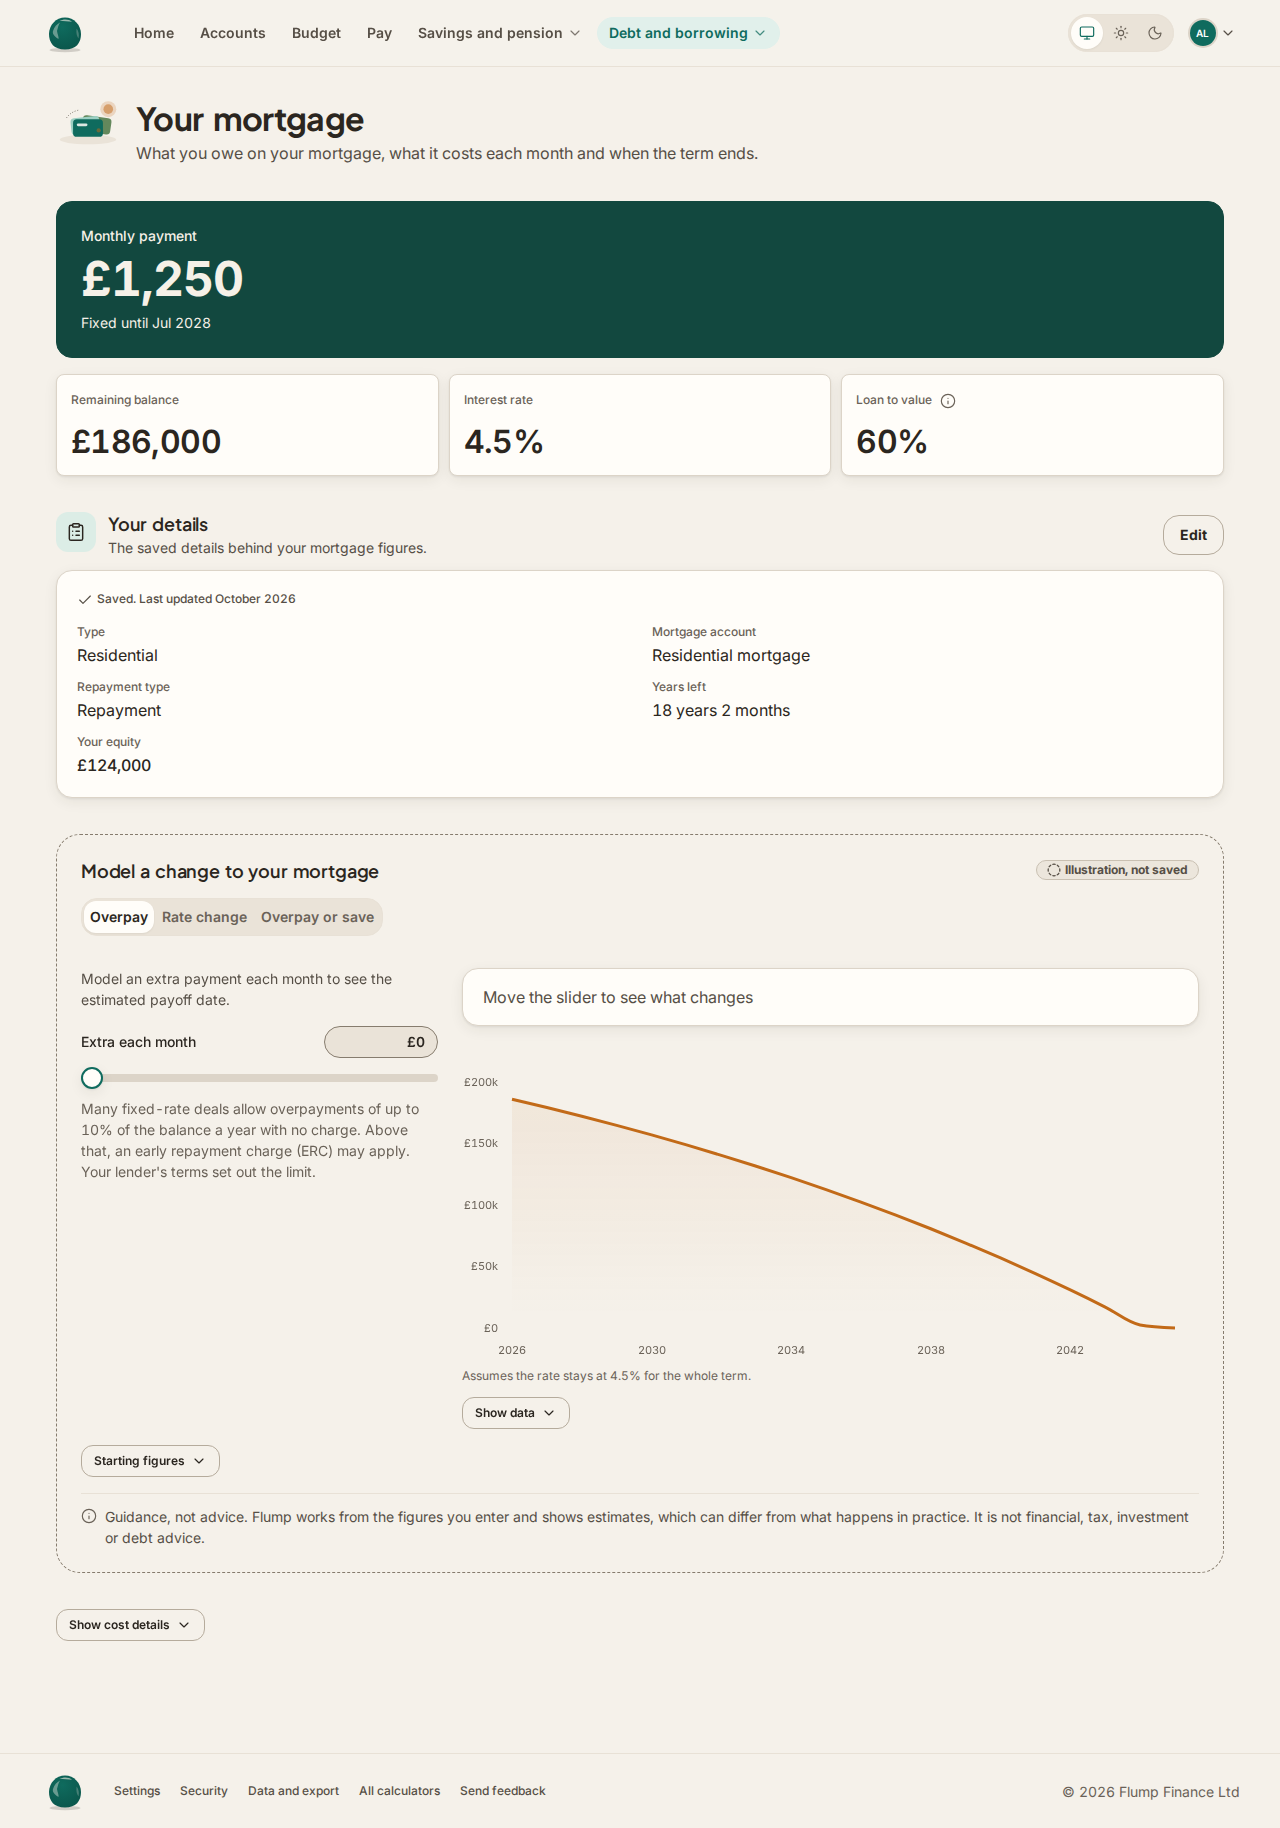 Home
Accounts
Budget
Pay
Savings and pension
Debt and borrowing
AL
Your mortgage
What you owe on your mortgage, what it costs each month and when the term ends.
Monthly payment
£1,250
Fixed until Jul 2028
Remaining balance
£186,000
Interest rate
4.5%
Loan to value
60%
Your details
The saved details behind your mortgage figures.
Edit
Saved. Last updated October 2026
Type
Residential
Mortgage account
Residential mortgage
Repayment type
Repayment
Years left
18 years 2 months
Your equity
£124,000
Model a change to your mortgage
Illustration, not saved
Overpay
Rate change
Overpay or save
Model an extra payment each month to see the
estimated payoff date.
Extra each month
£0
Many fixed-rate deals allow overpayments of up to
10% of the balance a year with no charge. Above
that, an early repayment charge (ERC) may apply.
Your lender's terms set out the limit.
Move the slider to see what changes
£200k
£150k
£100k
£50k
£0
2026
2030
2034
2038
2042
Assumes the rate stays at 4.5% for the whole term.
Show data
Starting figures
Guidance, not advice. Flump works from the figures you enter and shows estimates, which can differ from what happens in practice. It is not financial, tax, investment
or debt advice.
Show cost details
Settings
Security
Data and export
All calculators
Send feedback
© 2026 Flump Finance Ltd